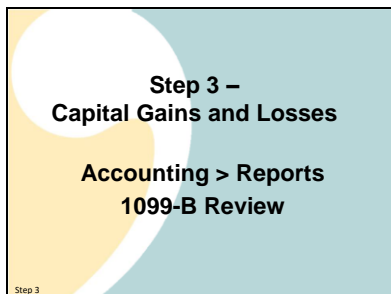 Step 3 –
Capital Gains and Losses
Accounting > Reports
1099-B Review
Step 3